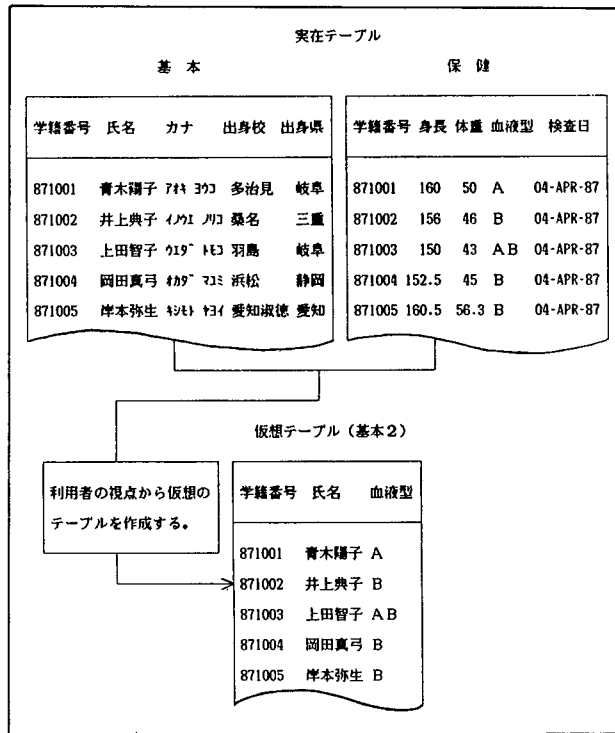 実在テーブル
基 本
学籍番号 氏名 カナ 出身校 出身県
871001 青木陽子 アオキ ヨウコ 多治見 岐阜
871002 井上典子 イノウエ ノリコ 桑名 三重
871003 上田智子 ウエダ トモコ 羽島 岐阜
871004 岡田真弓 オカダ マユミ 浜松 静岡
871005 岸本弥生 キシモト ヤヨイ 愛知淑徳 愛知
保 健
学籍番号 身長 体重 血液型 検査日
871001 160 50 A 04-APR-87
871002 156 46 B 04-APR-87
871003 150 43 AB 04-APR-87
871004 152.5 45 B 04-APR-87
871005 160.5 56.3 B 04-APR-87
利用者の視点から仮想の
テーブルを作成する。
仮想テーブル(基本2)
学籍番号 氏名 血液型
871001 青木陽子 A
871002 井上典子 B
871003 上田智子 AB
871004 岡田真弓 B
871005 岸本弥生 B